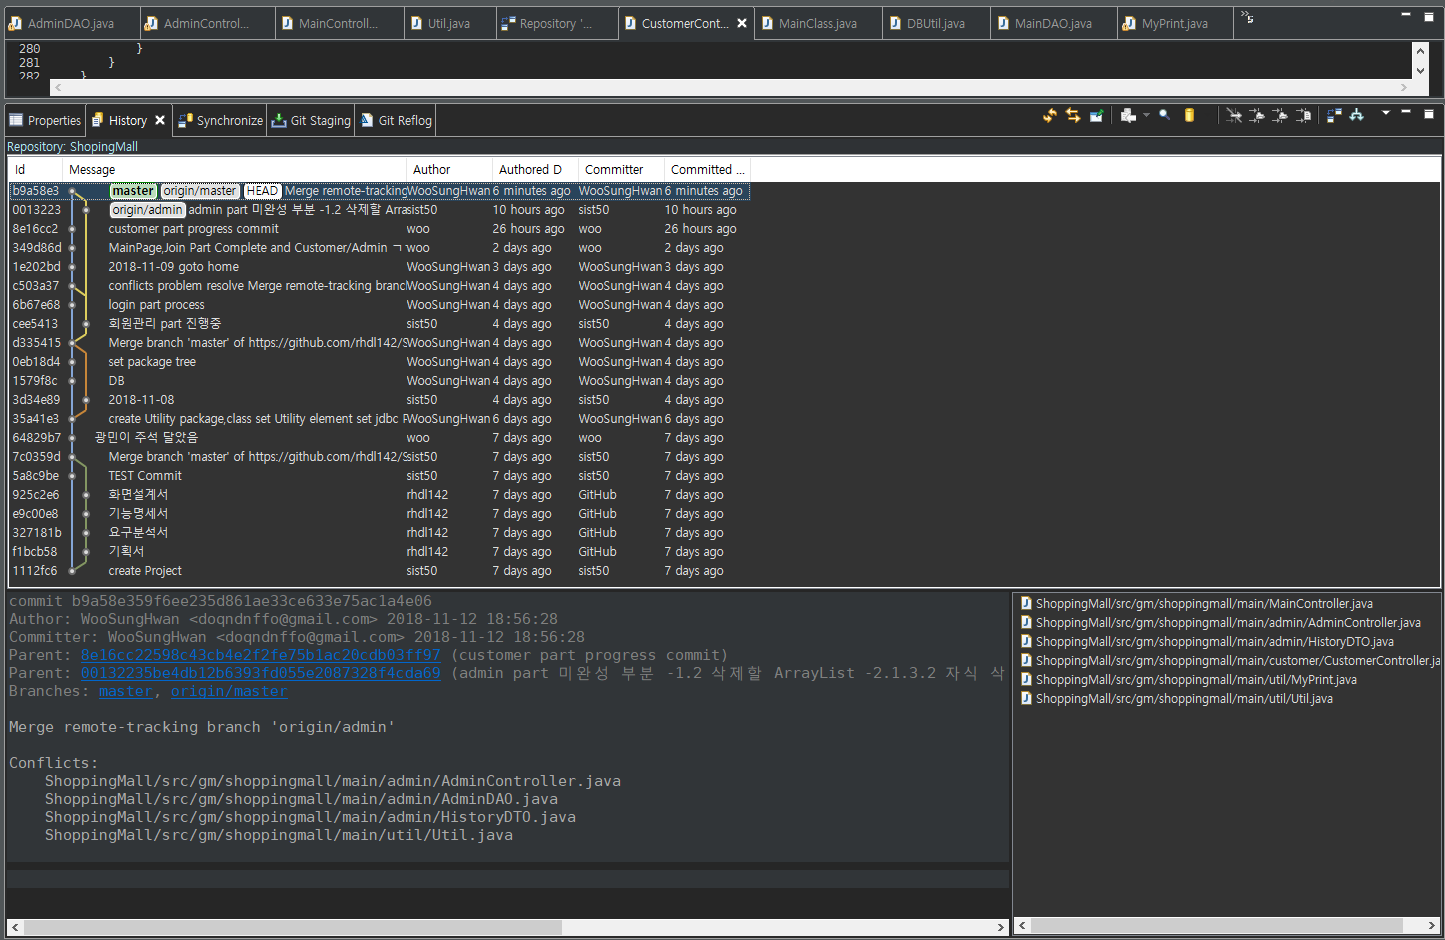 AdminDAO.java AdminControl... MainControll... Util.java Repository '... CustomerCont... MainClass.java DBUtil.java MainDAO.java MyPrint.java 5
280 }
281 }
282 }
Properties History Synchronize Git Staging Git Reflog
Repository: ShopingMall
Id Message Author Authored D Committer Committed ...
b9a58e3 master origin/master HEAD Merge remote-tracking WooSungHwan 6 minutes ago WooSungHwan 6 minutes ago
0013223 origin/admin admin part 미완성 부분 -1.2 삭제할 Arra sist50 10 hours ago sist50 10 hours ago
8e16cc2 customer part progress commit woo 26 hours ago woo 26 hours ago
349d86d MainPage,Join Part Complete and Customer/Admin ㄱ woo 2 days ago woo 2 days ago
1e202bd 2018-11-09 goto home WooSungHwan 3 days ago WooSungHwan 3 days ago
c503a37 conflicts problem resolve Merge remote-tracking branc WooSungHwan 4 days ago WooSungHwan 4 days ago
6b67e68 login part process WooSungHwan 4 days ago WooSungHwan 4 days ago
cee5413 회원관리 part 진행중 sist50 4 days ago sist50 4 days ago
d335415 Merge branch 'master' of https://github.com/rhdl142/S WooSungHwan 4 days ago WooSungHwan 4 days ago
0eb18d4 set package tree WooSungHwan 4 days ago WooSungHwan 4 days ago
1579f8c DB WooSungHwan 4 days ago WooSungHwan 4 days ago
3d34e89 2018-11-08 sist50 4 days ago sist50 4 days ago
35a41e3 create Utility package,class set Utility element set jdbc F WooSungHwan 6 days ago WooSungHwan 6 days ago
64829b7 광민이 주석 달았음 woo 7 days ago woo 7 days ago
7c0359d Merge branch 'master' of https://github.com/rhdl142/S sist50 7 days ago sist50 7 days ago
5a8c9be TEST Commit sist50 7 days ago sist50 7 days ago
925c2e6 화면설계서 rhdl142 7 days ago GitHub 7 days ago
e9c00e8 기능명세서 rhdl142 7 days ago GitHub 7 days ago
327181b 요구분석서 rhdl142 7 days ago GitHub 7 days ago
f1bcb58 기획서 rhdl142 7 days ago GitHub 7 days ago
1112fc6 create Project sist50 7 days ago sist50 7 days ago
commit b9a58e359f6ee235d861ae33ce633e75ac1a4e06
Author: WooSungHwan <doqndnffo@gmail.com> 2018-11-12 18:56:28
Committer: WooSungHwan <doqndnffo@gmail.com> 2018-11-12 18:56:28
Parent: 8e16cc22598c43cb4e2f2fe75b1ac20cdb03ff97 (customer part progress commit)
Parent: 00132235be4db12b6393fd055e2087328f4cda69 (admin part 미완성 부분 -1.2 삭제할 ArrayList -2.1.3.2 자식 삭
Branches: master, origin/master
Merge remote-tracking branch 'origin/admin'
Conflicts:
ShoppingMall/src/gm/shoppingmall/main/admin/AdminController.java
ShoppingMall/src/gm/shoppingmall/main/admin/AdminDAO.java
ShoppingMall/src/gm/shoppingmall/main/admin/HistoryDTO.java
ShoppingMall/src/gm/shoppingmall/main/util/Util.java
ShoppingMall/src/gm/shoppingmall/main/MainController.java
ShoppingMall/src/gm/shoppingmall/main/admin/AdminController.java
ShoppingMall/src/gm/shoppingmall/main/admin/HistoryDTO.java
ShoppingMall/src/gm/shoppingmall/main/customer/CustomerController.ja
ShoppingMall/src/gm/shoppingmall/main/util/MyPrint.java
ShoppingMall/src/gm/shoppingmall/main/util/Util.java